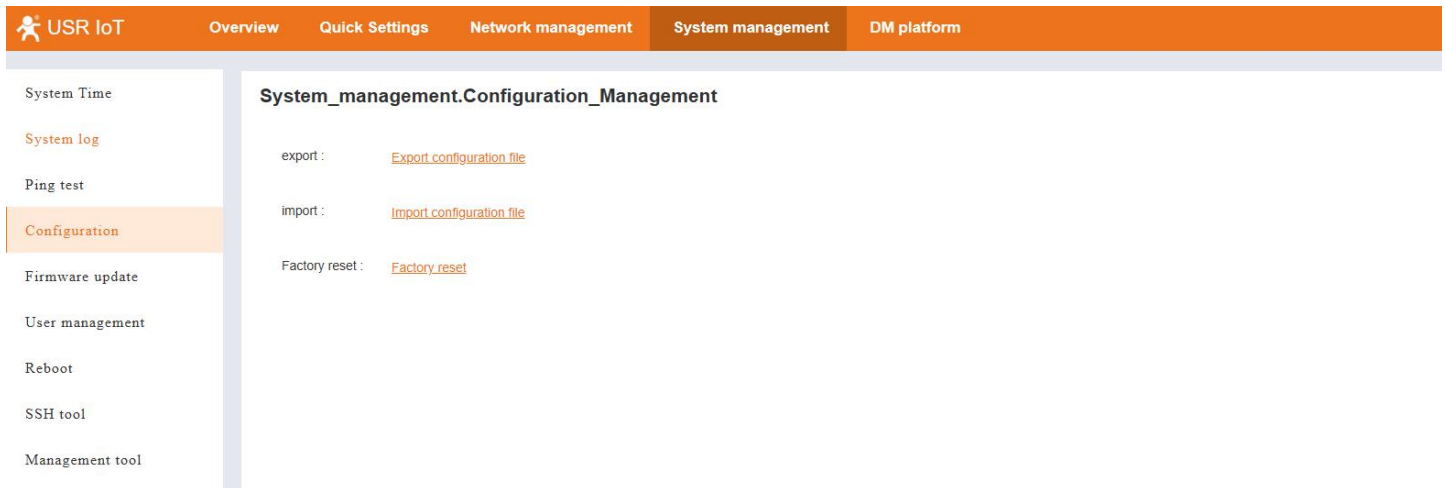 USR IoT Overview Quick Settings Network management System management DM platform
System Time
System log
Ping test
Configuration
Firmware update
User management
Reboot
SSH tool
Management tool
System_management.Configuration_Management
export : Export configuration file
import : Import configuration file
Factory reset : Factory reset